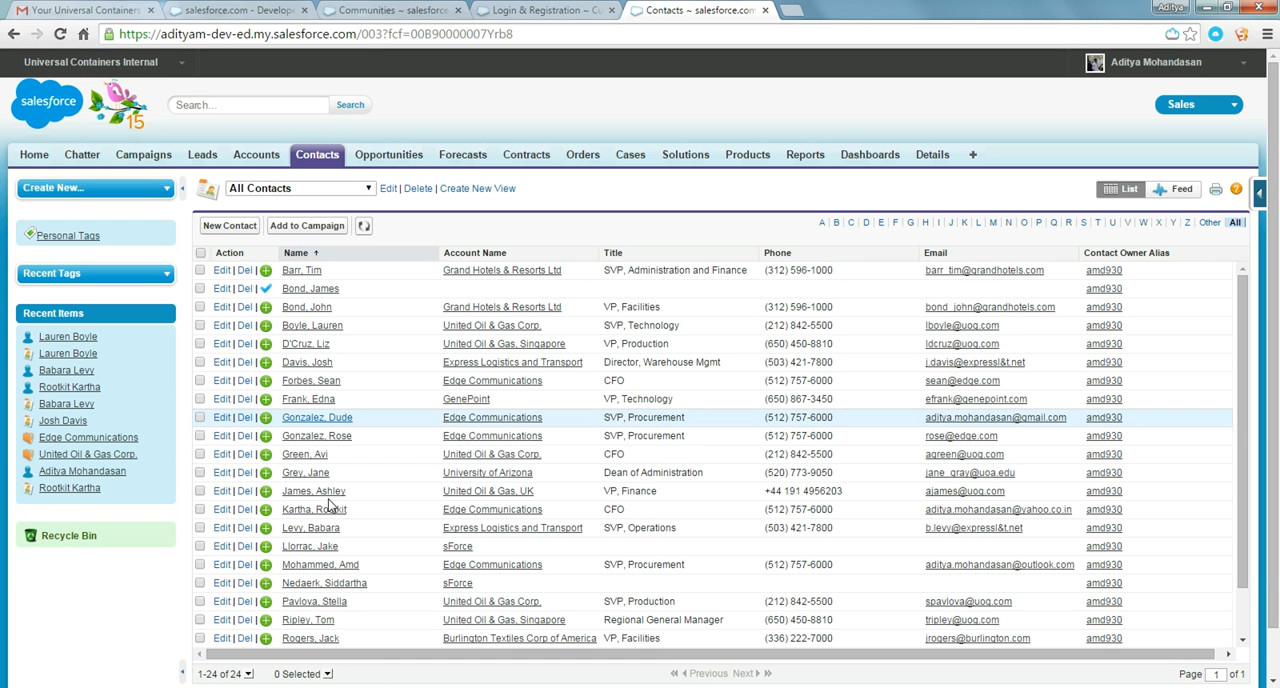 Your Universal Containers
salesforce.com - Develope
Communities ~ salesforce
Login & Registration ~ Cu
Contacts ~ salesforce.com
Aditya
https://adityam-dev-ed.my.salesforce.com/003?fcf=00B90000007Yrb8
Universal Containers Internal
Aditya Mohandasan
salesforce
15
Search...
Search
Sales
Home Chatter Campaigns Leads Accounts Contacts Opportunities Forecasts Contracts Orders Cases Solutions Products Reports Dashboards Details +
Create New...
Personal Tags
Recent Tags
Recent Items
Lauren Boyle
Lauren Boyle
Babara Levy
Rootkit Kartha
Babara Levy
Josh Davis
Edge Communications
United Oil & Gas Corp.
Aditya Mohandasan
Rootkit Kartha
Recycle Bin
All Contacts Edit | Delete | Create New View
List Feed ?
New Contact Add to Campaign
A B C D E F G H I J K L M N O P Q R S T U V W X Y Z Other All
Action Name Account Name Title Phone Email Contact Owner Alias
Edit | Del | Barr, Tim Grand Hotels & Resorts Ltd SVP, Administration and Finance (312) 596-1000 barr_tim@grandhotels.com amd930
Edit | Del | Bond, James amd930
Edit | Del | Bond, John Grand Hotels & Resorts Ltd VP, Facilities (312) 596-1000 bond_john@grandhotels.com amd930
Edit | Del | Boyle, Lauren United Oil & Gas Corp. SVP, Technology (212) 842-5500 lboyle@uog.com amd930
Edit | Del | D'Cruz, Liz United Oil & Gas, Singapore VP, Production (650) 450-8810 ldcruz@uog.com amd930
Edit | Del | Davis, Josh Express Logistics and Transport Director, Warehouse Mgmt (503) 421-7800 j.davis@expressl&t.net amd930
Edit | Del | Forbes, Sean Edge Communications CFO (512) 757-6000 sean@edge.com amd930
Edit | Del | Frank, Edna GenePoint VP, Technology (650) 867-3450 efrank@genepoint.com amd930
Edit | Del | Gonzalez, Dude Edge Communications SVP, Procurement (512) 757-6000 aditya.mohandasan@gmail.com amd930
Edit | Del | Gonzalez, Rose Edge Communications SVP, Procurement (512) 757-6000 rose@edge.com amd930
Edit | Del | Green, Avi United Oil & Gas Corp. CFO (212) 842-5500 agreen@uog.com amd930
Edit | Del | Grey, Jane University of Arizona Dean of Administration (520) 773-9050 jane_gray@uoa.edu amd930
Edit | Del | James, Ashley United Oil & Gas, UK VP, Finance +44 191 4956203 ajames@uog.com amd930
Edit | Del | Kartha, Rootkit Edge Communications CFO (512) 757-6000 aditya.mohandasan@yahoo.co.in amd930
Edit | Del | Levy, Babara Express Logistics and Transport SVP, Operations (503) 421-7800 b.levy@expressl&t.net amd930
Edit | Del | Llorrac, Jake sForce amd930
Edit | Del | Mohammed, Amd Edge Communications SVP, Procurement (512) 757-6000 aditya.mohandasan@outlook.com amd930
Edit | Del | Nedaerk, Siddartha sForce amd930
Edit | Del | Pavlova, Stella United Oil & Gas Corp. SVP, Production (212) 842-5500 spavlova@uog.com amd930
Edit | Del | Ripley, Tom United Oil & Gas, Singapore Regional General Manager (650) 450-8810 tripley@uog.com amd930
Edit | Del | Rogers, Jack Burlington Textiles Corp of America VP, Facilities (336) 222-7000 jrogers@burlington.com amd930
1-24 of 24 0 Selected Previous Next Page 1 of 1